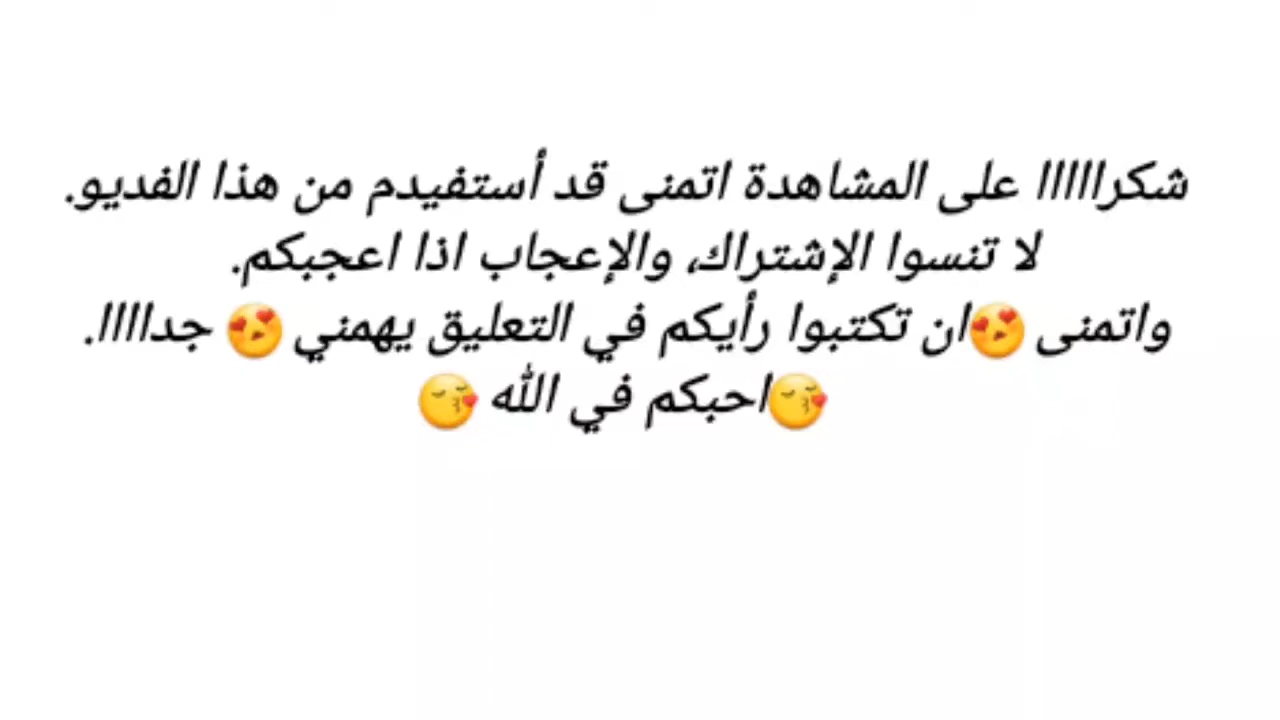 شكرااااا على المشاهدة اتمنى قد أستفيدم من هذا الفديو.
لا تنسوا الإشتراك، والإعجاب اذا اعجبكم.
واتمنى 😍ان تكتبوا رأيكم في التعليق يهمني 😍 جداااا.
😚احبكم في الله 😚